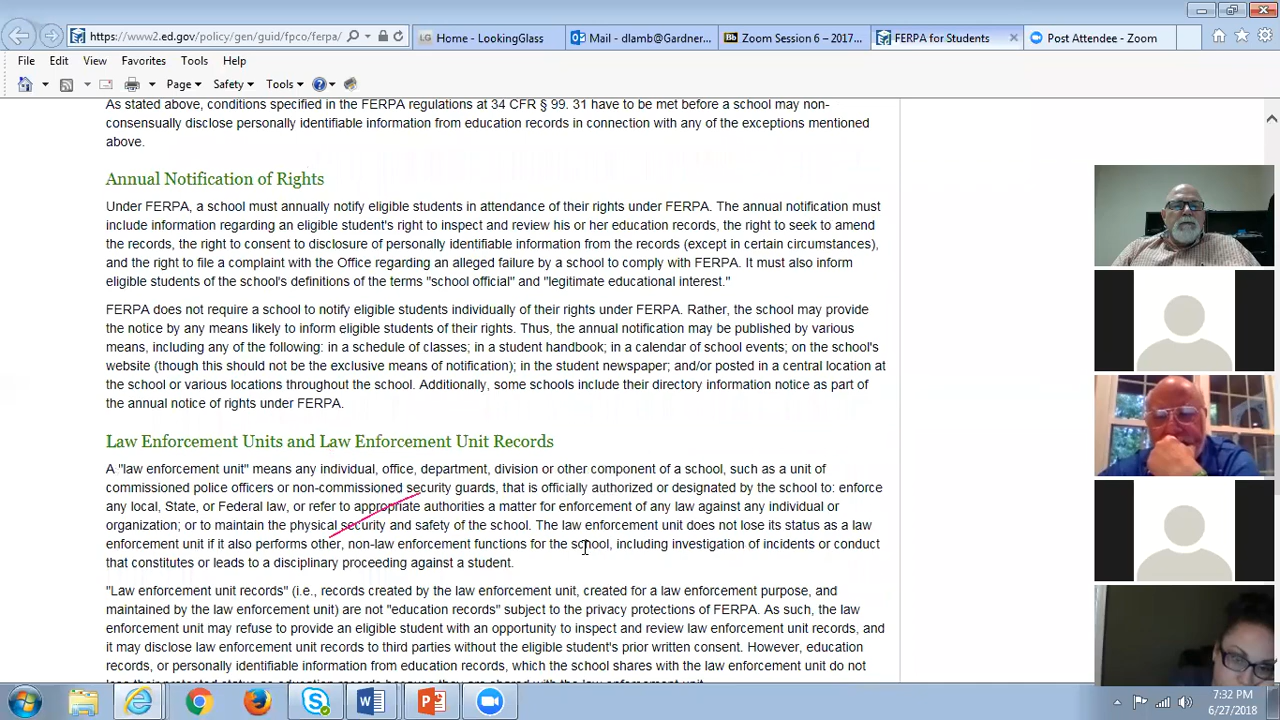 https://www2.ed.gov/policy/gen/guid/fpco/ferpa/
Home - LookingGlass
Mail - dlamb@Gardner...
Zoom Session 6 – 2017...
FERPA for Students
Post Attendee - Zoom
File Edit View Favorites Tools Help
Page Safety Tools
As stated above, conditions specified in the FERPA regulations at 34 CFR § 99. 31 have to be met before a school may non-
consensually disclose personally identifiable information from education records in connection with any of the exceptions mentioned
above.
Annual Notification of Rights
Under FERPA, a school must annually notify eligible students in attendance of their rights under FERPA. The annual notification must
include information regarding an eligible student's right to inspect and review his or her education records, the right to seek to amend
the records, the right to consent to disclosure of personally identifiable information from the records (except in certain circumstances),
and the right to file a complaint with the Office regarding an alleged failure by a school to comply with FERPA. It must also inform
eligible students of the school's definitions of the terms "school official" and "legitimate educational interest."
FERPA does not require a school to notify eligible students individually of their rights under FERPA. Rather, the school may provide
the notice by any means likely to inform eligible students of their rights. Thus, the annual notification may be published by various
means, including any of the following: in a schedule of classes; in a student handbook; in a calendar of school events; on the school's
website (though this should not be the exclusive means of notification); in the student newspaper; and/or posted in a central location at
the school or various locations throughout the school. Additionally, some schools include their directory information notice as part of
the annual notice of rights under FERPA.
Law Enforcement Units and Law Enforcement Unit Records
A "law enforcement unit" means any individual, office, department, division or other component of a school, such as a unit of
commissioned police officers or non-commissioned security guards, that is officially authorized or designated by the school to: enforce
any local, State, or Federal law, or refer to appropriate authorities a matter for enforcement of any law against any individual or
organization; or to maintain the physical security and safety of the school. The law enforcement unit does not lose its status as a law
enforcement unit if it also performs other, non-law enforcement functions for the school, including investigation of incidents or conduct
that constitutes or leads to a disciplinary proceeding against a student.
"Law enforcement unit records" (i.e., records created by the law enforcement unit, created for a law enforcement purpose, and
maintained by the law enforcement unit) are not "education records" subject to the privacy protections of FERPA. As such, the law
enforcement unit may refuse to provide an eligible student with an opportunity to inspect and review law enforcement unit records, and
it may disclose law enforcement unit records to third parties without the eligible student's prior written consent. However, education
records, or personally identifiable information from education records, which the school shares with the law enforcement unit do not
7:32 PM
6/27/2018